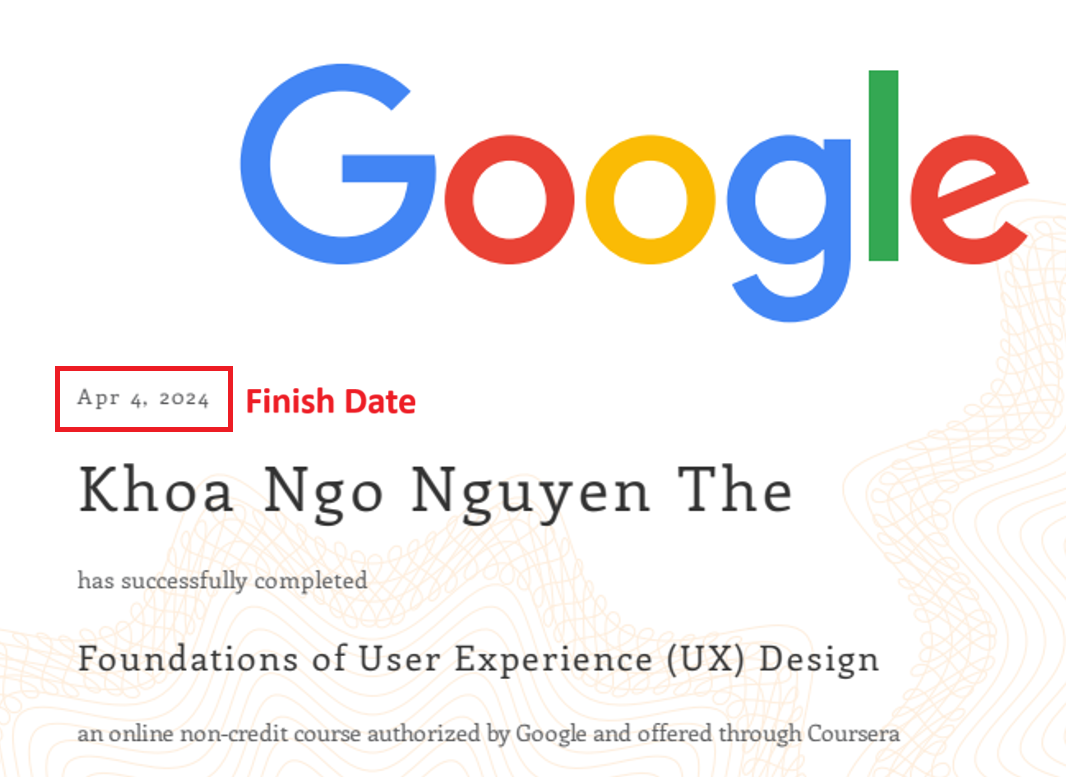 Google
Apr 4, 2024 Finish Date
Khoa Ngo Nguyen The
has successfully completed
Foundations of User Experience (UX) Design
an online non-credit course authorized by Google and offered through Coursera